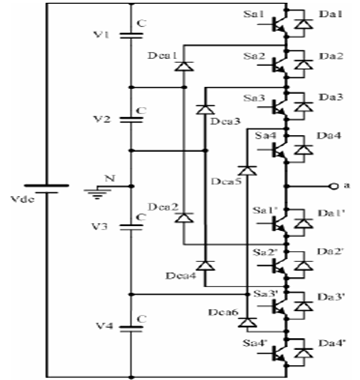 Sa1 Da1
V1 C
Dca1 Sa2 Da2
Sa3 Da3
V2 C Dca3
Sa4 Da4
N Dca5
Vdc a
Dca2 Sa1' Da1'
V3 C
Sa2' Da2'
Dca4
Sa3' Da3'
V4 C Dca6
Sa4' Da4'